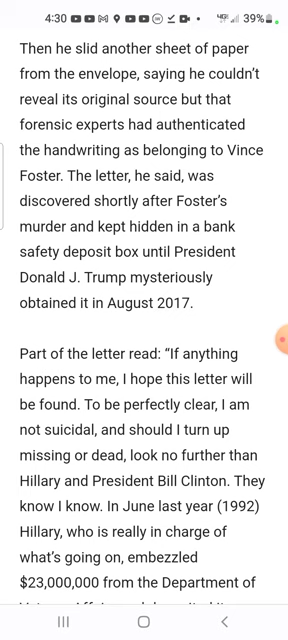 4:30 39%
Then he slid another sheet of paper
from the envelope, saying he couldn't
reveal its original source but that
forensic experts had authenticated
the handwriting as belonging to Vince
Foster. The letter, he said, was
discovered shortly after Foster's
murder and kept hidden in a bank
safety deposit box until President
Donald J. Trump mysteriously
obtained it in August 2017.
Part of the letter read: “If anything
happens to me, I hope this letter will
be found. To be perfectly clear, I am
not suicidal, and should I turn up
missing or dead, look no further than
Hillary and President Bill Clinton. They
know I know. In June last year (1992)
Hillary, who is really in charge of
what's going on, embezzled
$23,000,000 from the Department of